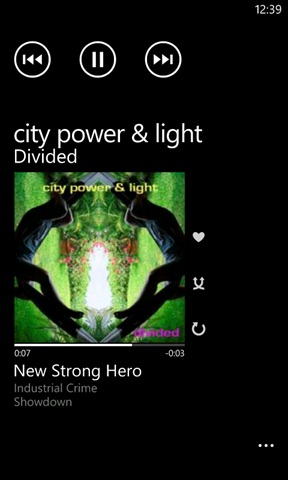 12:39
city power & light
Divided
city power & light
divided
0:07
-0:03
New Strong Hero
Industrial Crime
Showdown